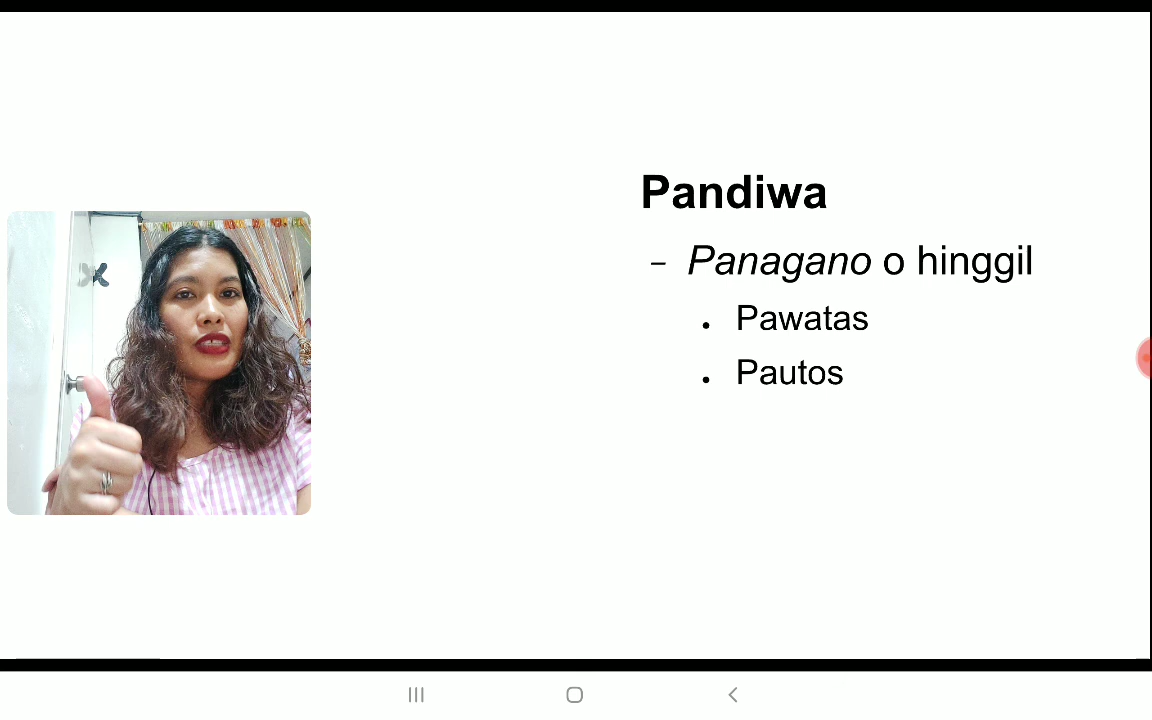 Pandiwa
– Panagano o hinggil
• Pawatas
• Pautos